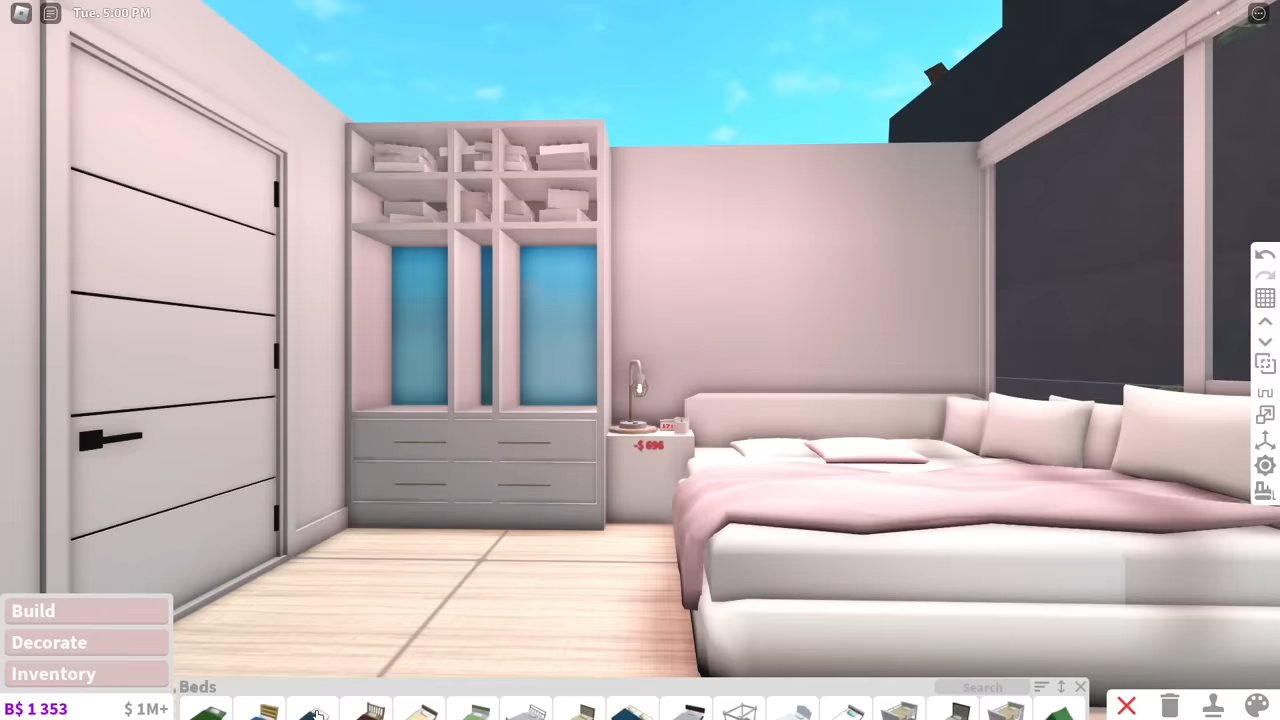 Tue. 5:00 PM
-$ 696
Build
Decorate
Inventory
B$ 1 353
$ 1M+
Beds
Search